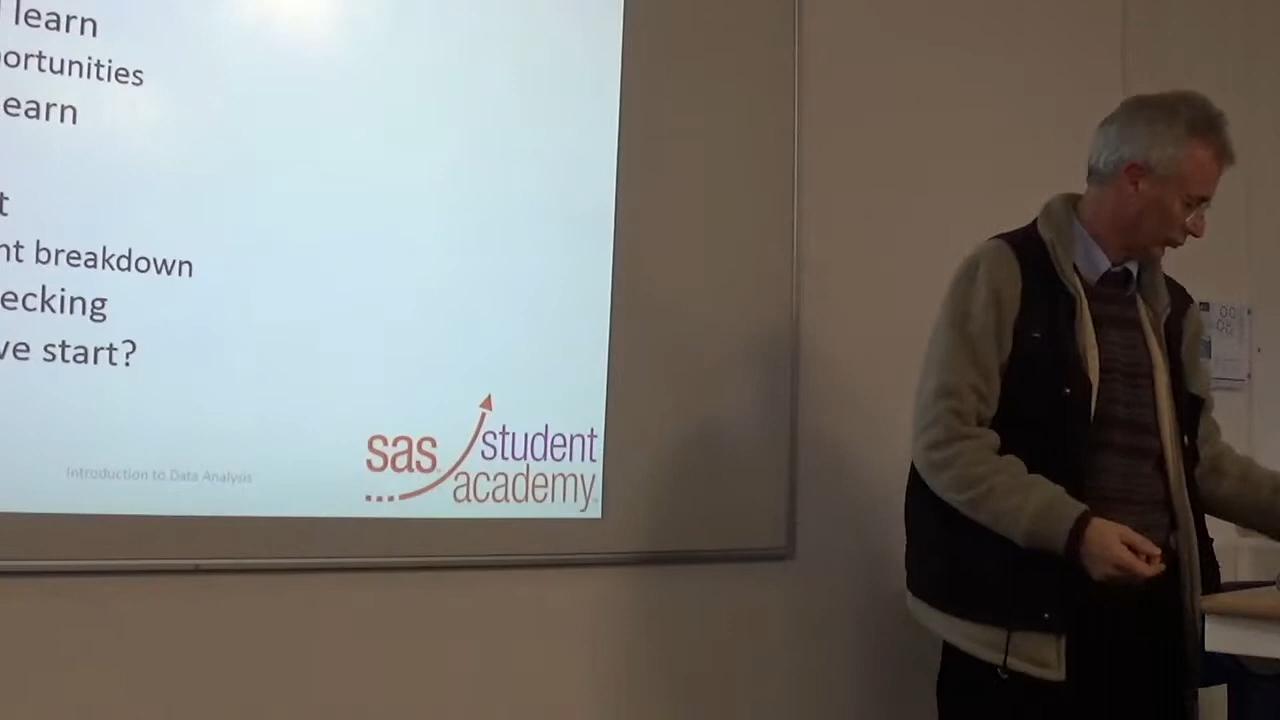 learn
ortunities
earn
t
nt breakdown
ecking
ve start?
Introduction to Data Analysis
sas student
academy